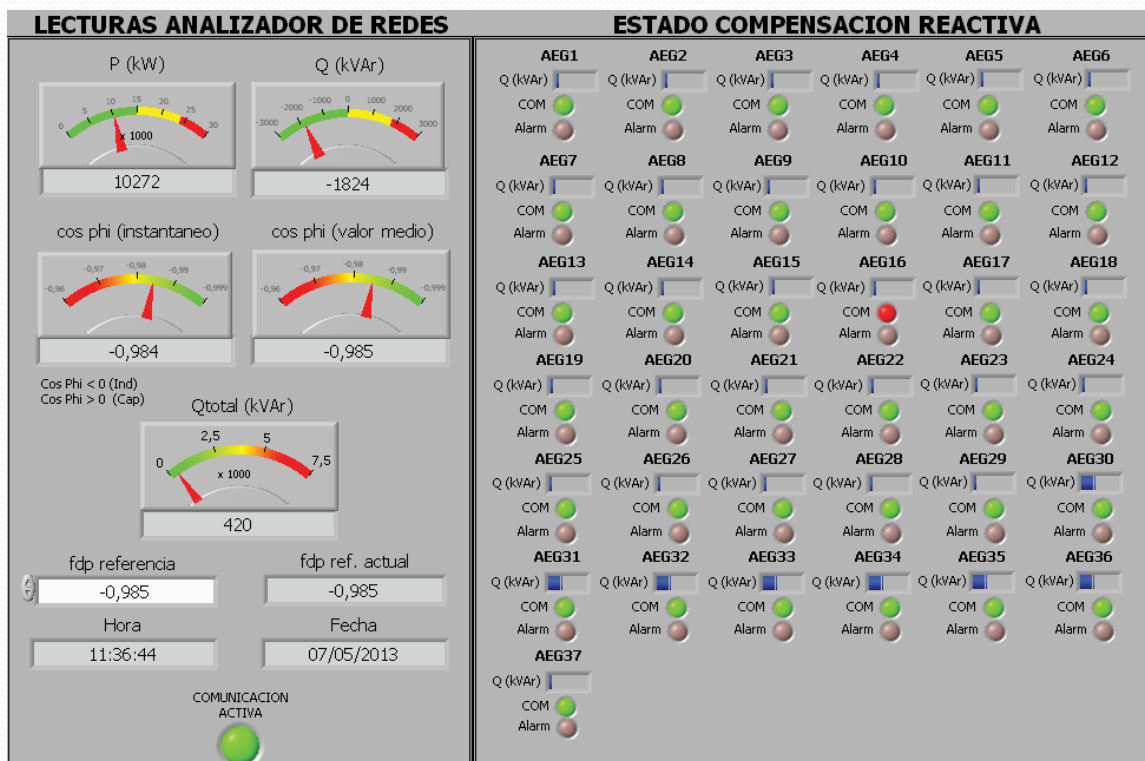 LECTURAS ANALIZADOR DE REDES
P (kW)
0 5 10 15 20 25 30
x 1000
10272
Q (kVAr)
-3000 -2000 -1000 0 1000 2000 3000
-1824
cos phi (instantaneo)
-0,96 -0,97 -0,98 -0,99 -0,999
-0,984
cos phi (valor medio)
-0,96 -0,97 -0,98 -0,99 -0,999
-0,985
Cos Phi < 0 (Ind)
Cos Phi > 0 (Cap)
Qtotal (kVAr)
0 2,5 5 7,5
x 1000
420
fdp referencia
-0,985
fdp ref. actual
-0,985
Hora
11:36:44
Fecha
07/05/2013
COMUNICACION
ACTIVA
ESTADO COMPENSACION REACTIVA
AEG1 AEG2 AEG3 AEG4 AEG5 AEG6
Q (kVAr) Q (kVAr) Q (kVAr) Q (kVAr) Q (kVAr) Q (kVAr)
COM COM COM COM COM COM
Alarm Alarm Alarm Alarm Alarm Alarm
AEG7 AEG8 AEG9 AEG10 AEG11 AEG12
Q (kVAr) Q (kVAr) Q (kVAr) Q (kVAr) Q (kVAr) Q (kVAr)
COM COM COM COM COM COM
Alarm Alarm Alarm Alarm Alarm Alarm
AEG13 AEG14 AEG15 AEG16 AEG17 AEG18
Q (kVAr) Q (kVAr) Q (kVAr) Q (kVAr) Q (kVAr) Q (kVAr)
COM COM COM COM COM COM
Alarm Alarm Alarm Alarm Alarm Alarm
AEG19 AEG20 AEG21 AEG22 AEG23 AEG24
Q (kVAr) Q (kVAr) Q (kVAr) Q (kVAr) Q (kVAr) Q (kVAr)
COM COM COM COM COM COM
Alarm Alarm Alarm Alarm Alarm Alarm
AEG25 AEG26 AEG27 AEG28 AEG29 AEG30
Q (kVAr) Q (kVAr) Q (kVAr) Q (kVAr) Q (kVAr) Q (kVAr)
COM COM COM COM COM COM
Alarm Alarm Alarm Alarm Alarm Alarm
AEG31 AEG32 AEG33 AEG34 AEG35 AEG36
Q (kVAr) Q (kVAr) Q (kVAr) Q (kVAr) Q (kVAr) Q (kVAr)
COM COM COM COM COM COM
Alarm Alarm Alarm Alarm Alarm Alarm
AEG37
Q (kVAr)
COM
Alarm